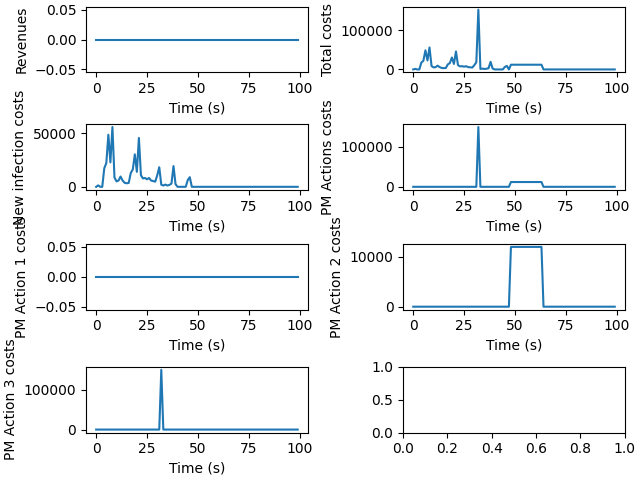 Revenues
0.05
0.00
−0.05
0 25 50 75 100
Time (s)
Total costs
100000
0
0 25 50 75 100
Time (s)
New infection costs
50000
0
0 25 50 75 100
Time (s)
PM Actions costs
100000
0
0 25 50 75 100
Time (s)
PM Action 1 costs
0.05
0.00
−0.05
0 25 50 75 100
Time (s)
PM Action 2 costs
10000
0
0 25 50 75 100
Time (s)
PM Action 3 costs
100000
0
0 25 50 75 100
Time (s)
1.0
0.5
0.0
0.0 0.2 0.4 0.6 0.8 1.0